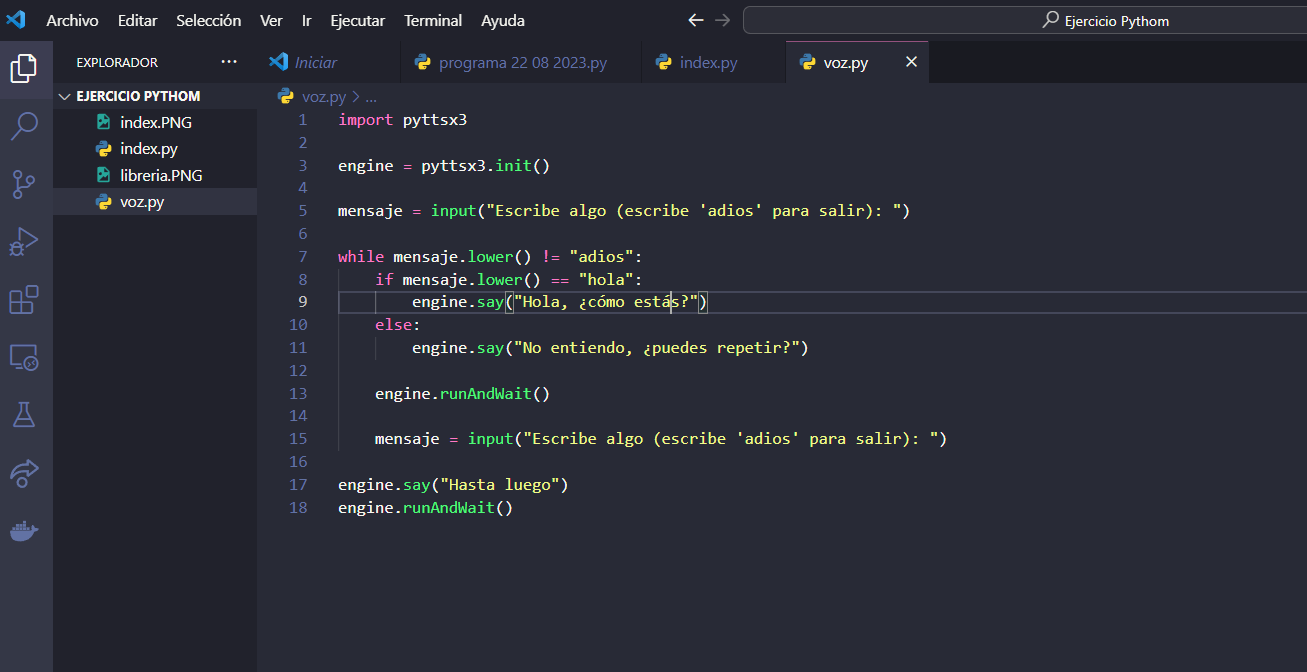 Archivo Editar Selección Ver Ir Ejecutar Terminal Ayuda Ejercicio Pythom
EXPLORADOR ...
Iniciar programa 22 08 2023.py index.py voz.py
EJERCICIO PYTHOM
index.PNG
index.py
libreria.PNG
voz.py
voz.py > ...
1 import pyttsx3
2
3 engine = pyttsx3.init()
4
5 mensaje = input("Escribe algo (escribe 'adios' para salir): ")
6
7 while mensaje.lower() != "adios":
8 if mensaje.lower() == "hola":
9 engine.say("Hola, ¿cómo estás?")
10 else:
11 engine.say("No entiendo, ¿puedes repetir?")
12
13 engine.runAndWait()
14
15 mensaje = input("Escribe algo (escribe 'adios' para salir): ")
16
17 engine.say("Hasta luego")
18 engine.runAndWait()